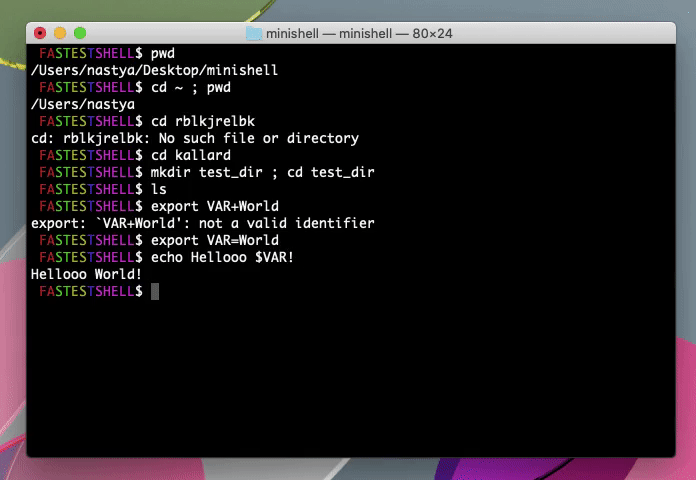 minishell — minishell — 80×24
FASTESTSHELL$ pwd
/Users/nastya/Desktop/minishell
FASTESTSHELL$ cd ~ ; pwd
/Users/nastya
FASTESTSHELL$ cd rblkjrelbk
cd: rblkjrelbk: No such file or directory
FASTESTSHELL$ cd kallard
FASTESTSHELL$ mkdir test_dir ; cd test_dir
FASTESTSHELL$ ls
FASTESTSHELL$ export VAR+World
export: `VAR+World': not a valid identifier
FASTESTSHELL$ export VAR=World
FASTESTSHELL$ echo Hellooo $VAR!
Hellooo World!
FASTESTSHELL$